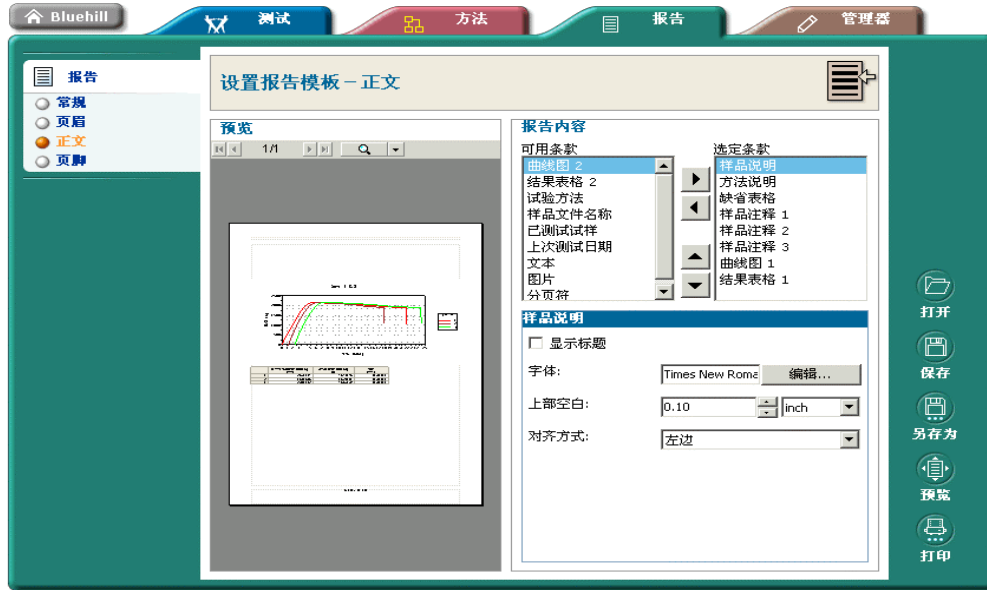 Bluehill
测试
方法
报告
管理器
报告
常规
页眉
正文
页脚
设置报告模板 - 正文
预览
1/1
报告内容
可用条款
曲线图 2
结果表格 2
试验方法
样品文件名称
已测试试样
上次测试日期
文本
图片
分页符
选定条款
样品说明
方法说明
缺省表格
样品注释 1
样品注释 2
样品注释 3
曲线图 1
结果表格 1
样品说明
显示标题
字体: Times New Roma 编辑...
上部空白: 0.10 inch
对齐方式: 左边
打开
保存
另存为
预览
打印